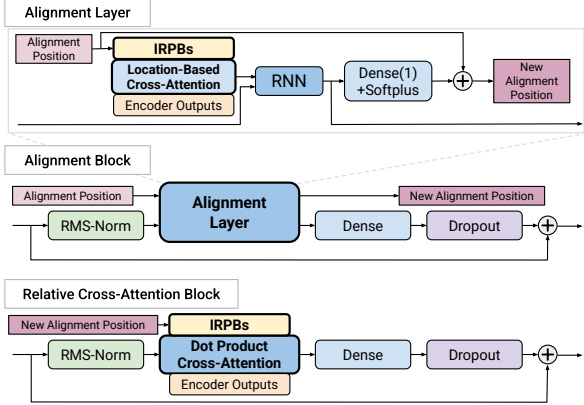 Alignment Layer
Alignment
Position
IRPBs
Location-Based
Cross-Attention
Encoder Outputs
RNN
Dense(1)
+Softplus
+
New
Alignment
Position
Alignment Block
Alignment Position
Alignment
Layer
New Alignment Position
RMS-Norm
Dense
Dropout
+
Relative Cross-Attention Block
New Alignment Position
IRPBs
RMS-Norm
Dot Product
Cross-Attention
Encoder Outputs
Dense
Dropout
+